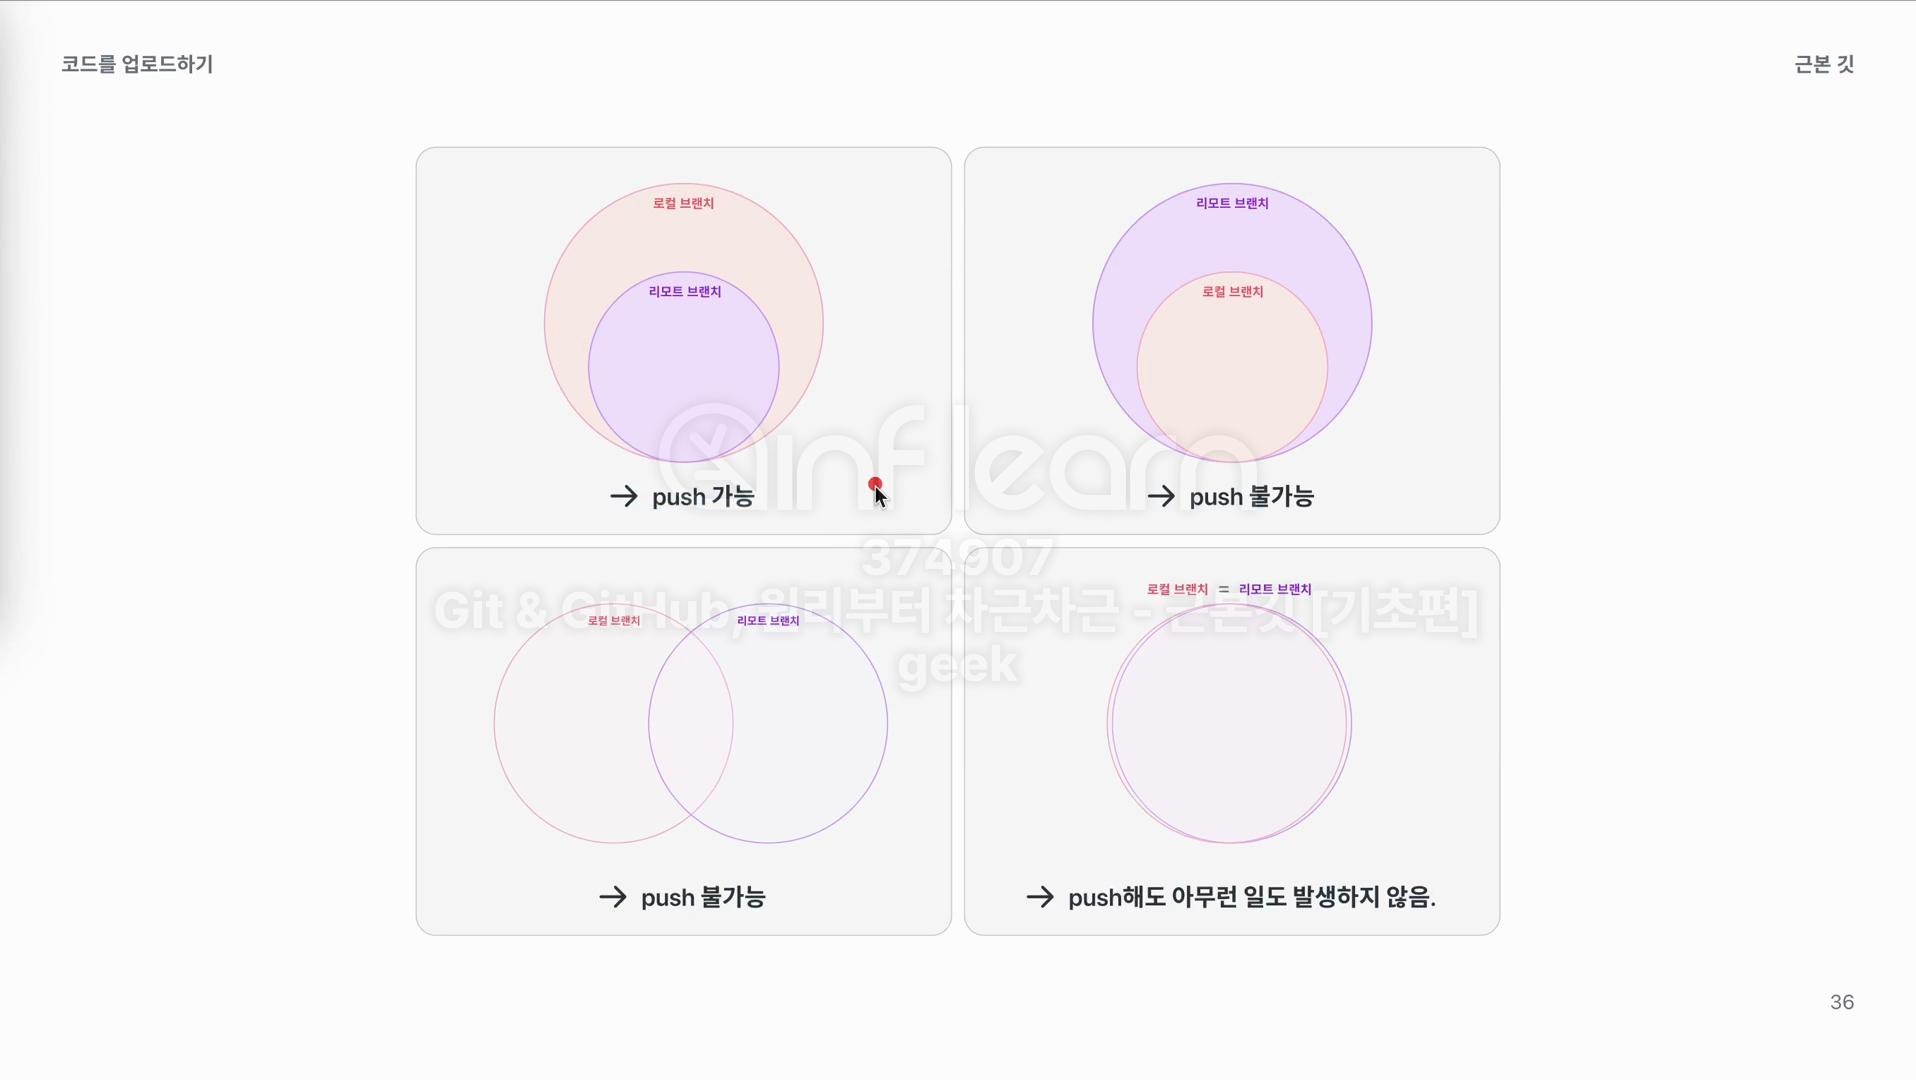 코드를 업로드하기
근본 깃
로컬 브랜치
리모트 브랜치
→ push 가능
리모트 브랜치
로컬 브랜치
→ push 불가능
inflearn
374907
Git & GitHub, 원리부터 차근차근 - 근본깃 [기초편]
geek
로컬 브랜치
리모트 브랜치
→ push 불가능
로컬 브랜치 = 리모트 브랜치
→ push해도 아무런 일도 발생하지 않음.
36